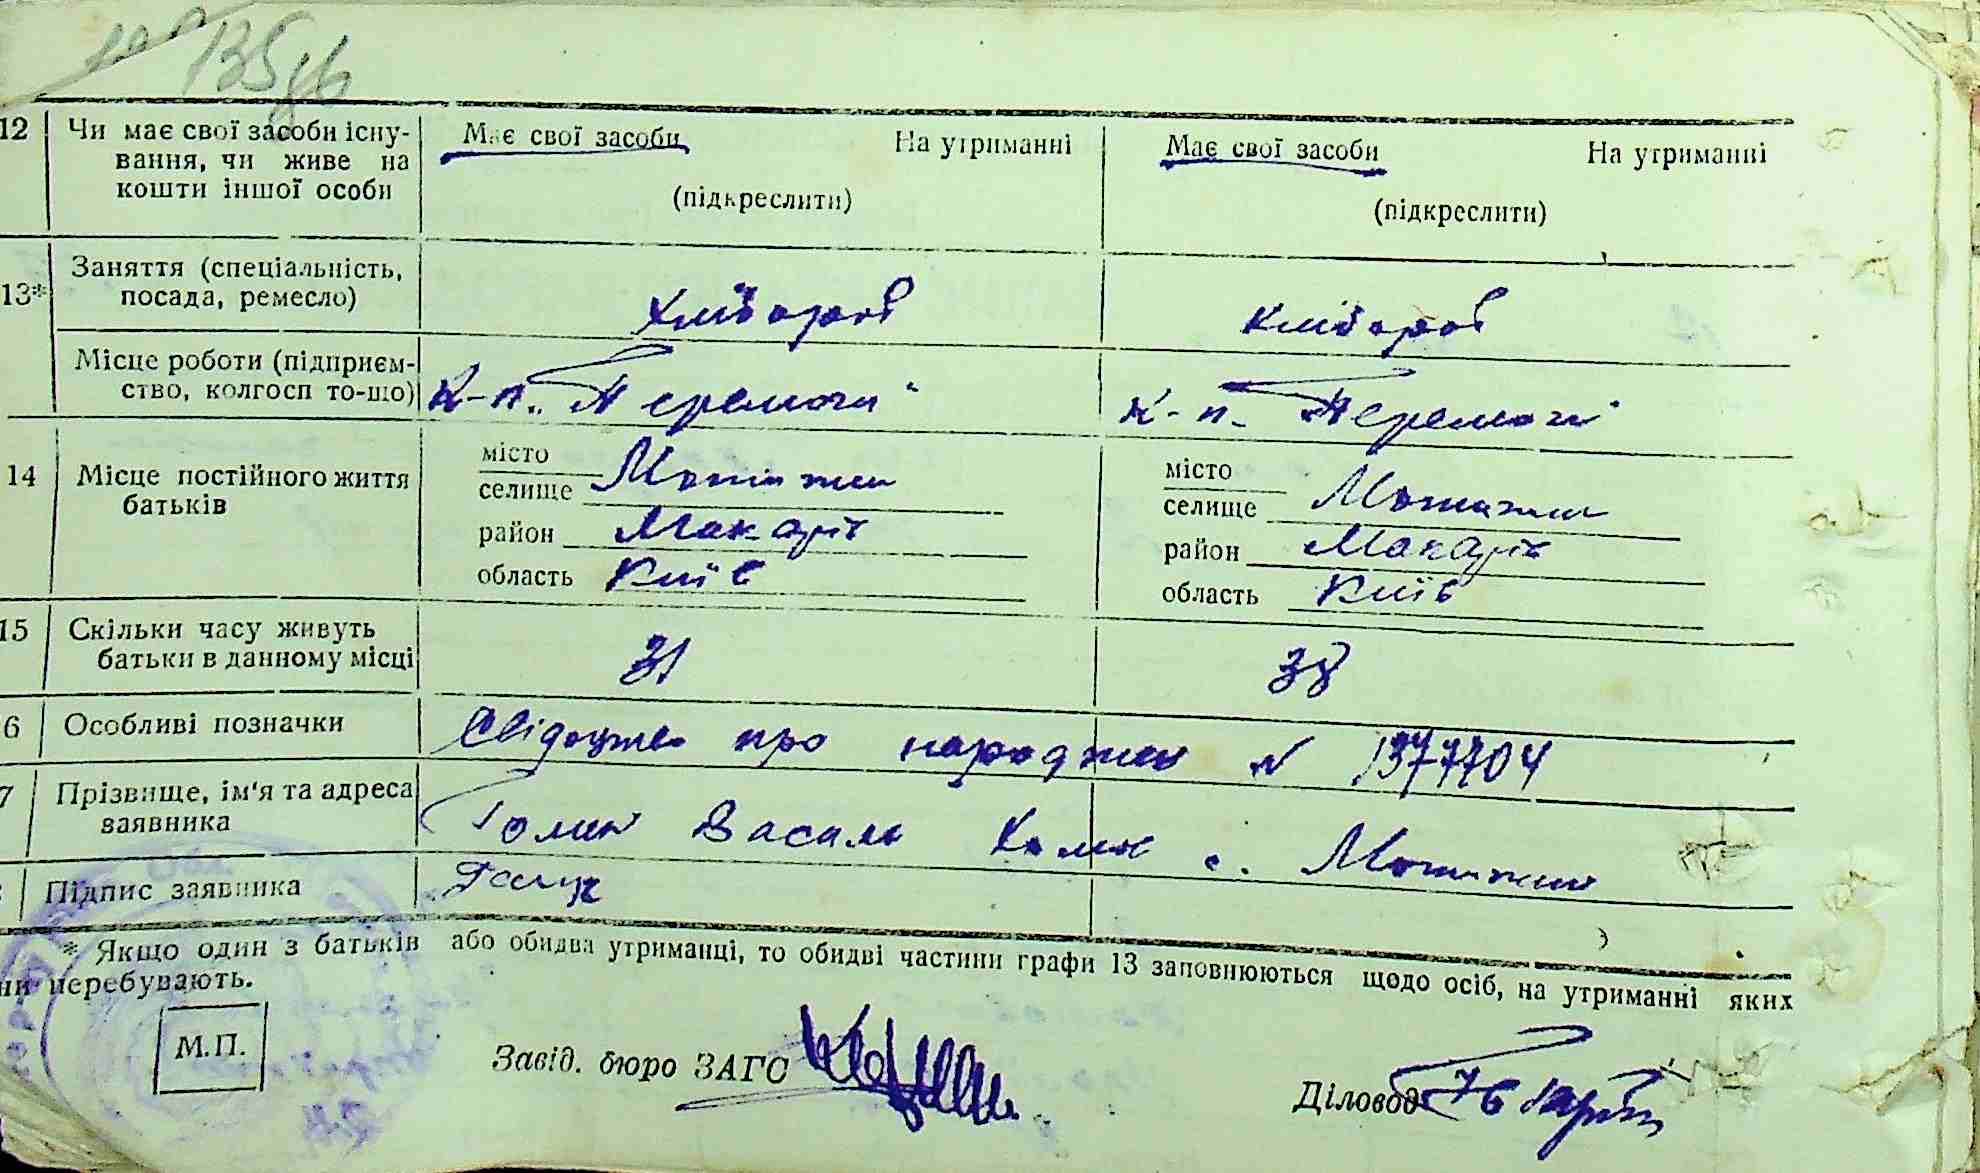 135
12 Чи має свої засоби існу- Має свої засоби На утриманні Має свої засоби На утриманні
вання, чи живе на
кошти іншої особи (підкреслити) (підкреслити)
13* Заняття (спеціальність,
посада, ремесло) Хлібороб Хлібороб
Місце роботи (підприєм-
ство, колгосп то-що) К-п. "Перемоги" К-п. "Перемоги"
14 Місце постійного життя
батьків
місто Мотижин місто Мотижин
селище селище
район Макарів район Макарів
область Київ область Київ
15 Скільки часу живуть
батьки в данному місці 31 38
6 Особливі позначки Свідоцтво про народжен N 1377704
7 Прізвище, ім'я та адреса
заявника Василь с. Мотижин
Підпис заявника
* Якщо один з батьків або обидва утриманці, то обидві частини графи 13 заповнюються щодо осіб, на утриманні яких
ни перебувають.
М.П. Завід. бюро ЗАГС Діловод